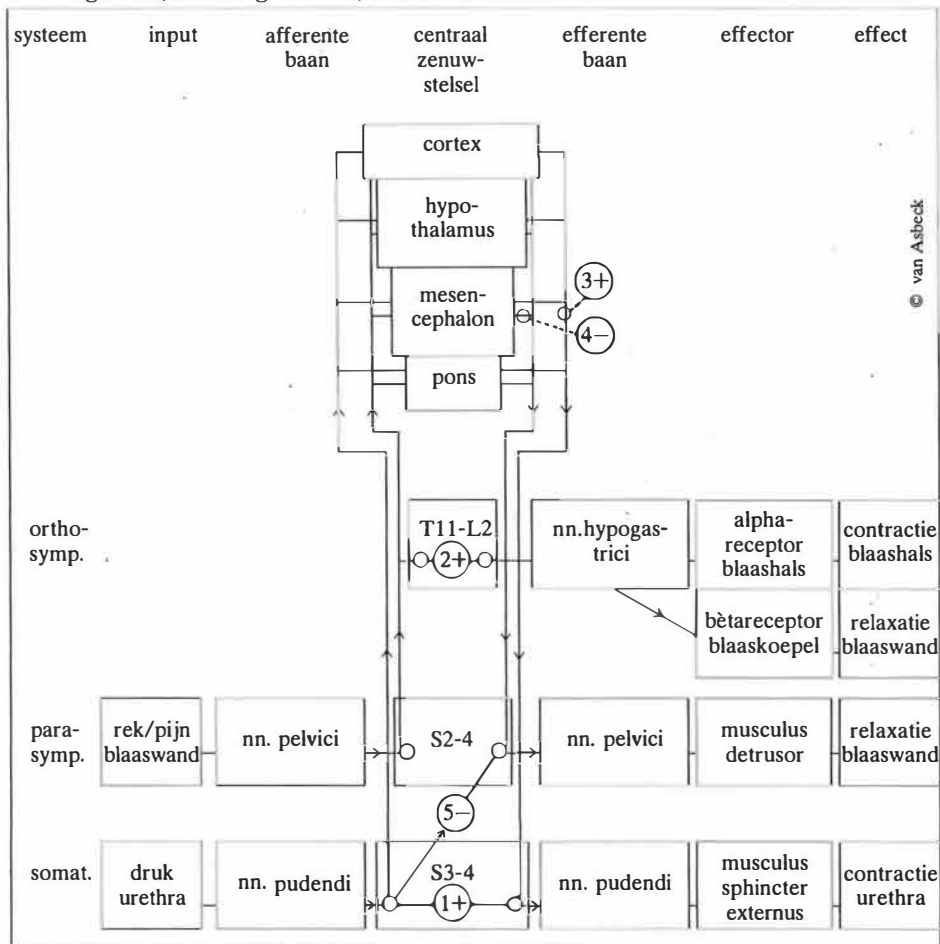 systeem input afferente baan centraal zenuw-stelsel efferente baan effector effect
cortex
hypo-
thalamus
mesen-
cephalon
3+
4−
pons
© van Asbeck
ortho-
symp.
T11-L2
2+
nn.hypogas-
trici
alpha-
receptor
blaashals
contractie
blaashals
bètareceptor
blaaskoepel
relaxatie
blaaswand
para-
symp.
rek/pijn
blaaswand
nn. pelvici
S2-4
nn. pelvici
musculus
detrusor
relaxatie
blaaswand
5−
somat.
druk
urethra
nn. pudendi
S3-4
1+
nn. pudendi
musculus
sphincter
externus
contractie
urethra